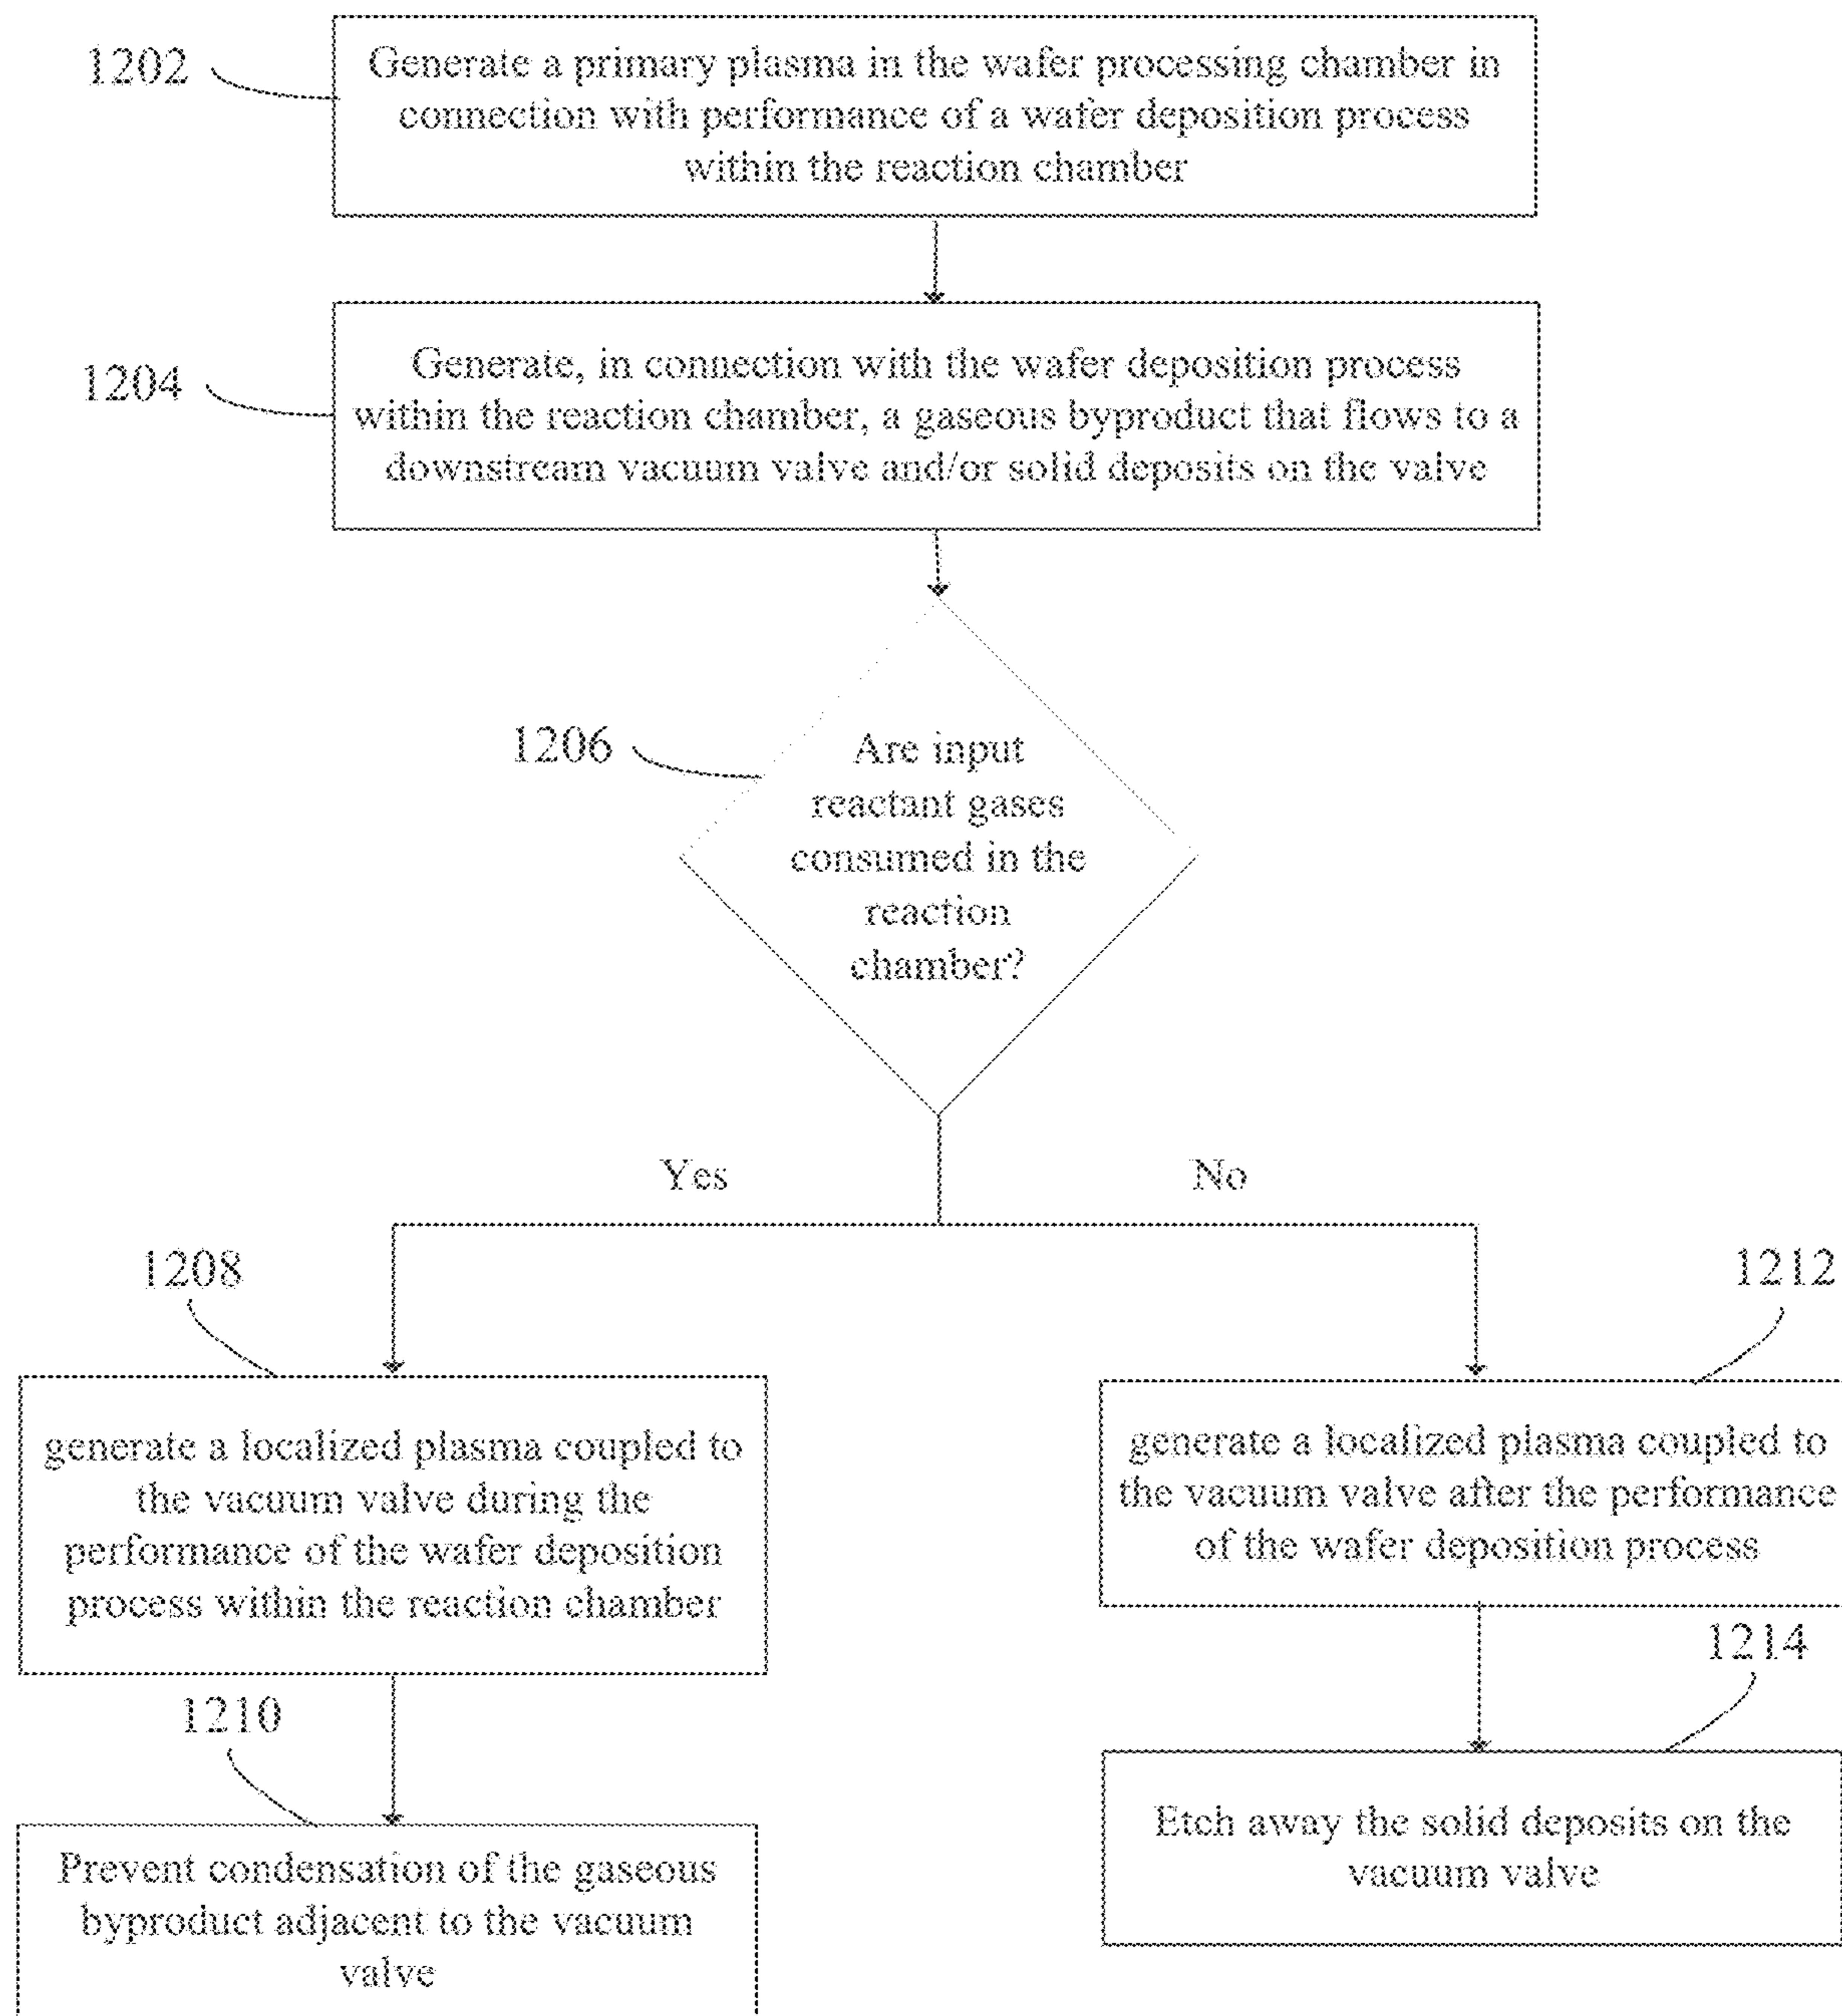 1202
Generate a primary plasma in the wafer processing chamber in
connection with performance of a wafer deposition process
within the reaction chamber
1204
Generate, in connection with the wafer deposition process
within the reaction chamber, a gaseous byproduct that flows to a
downstream vacuum valve and/or solid deposits on the valve
1206
Are input
reactant gases
consumed in the
reaction
chamber?
Yes
No
1208
generate a localized plasma coupled to
the vacuum valve during the
performance of the wafer deposition
process within the reaction chamber
1210
Prevent condensation of the gaseous
byproduct adjacent to the vacuum
valve
1212
generate a localized plasma coupled to
the vacuum valve after the performance
of the wafer deposition process
1214
Etch away the solid deposits on the
vacuum valve